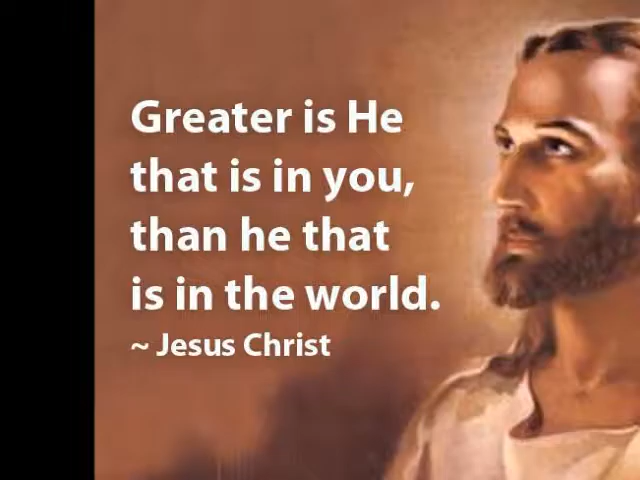 Greater is He
that is in you,
than he that
is in the world.
~ Jesus Christ